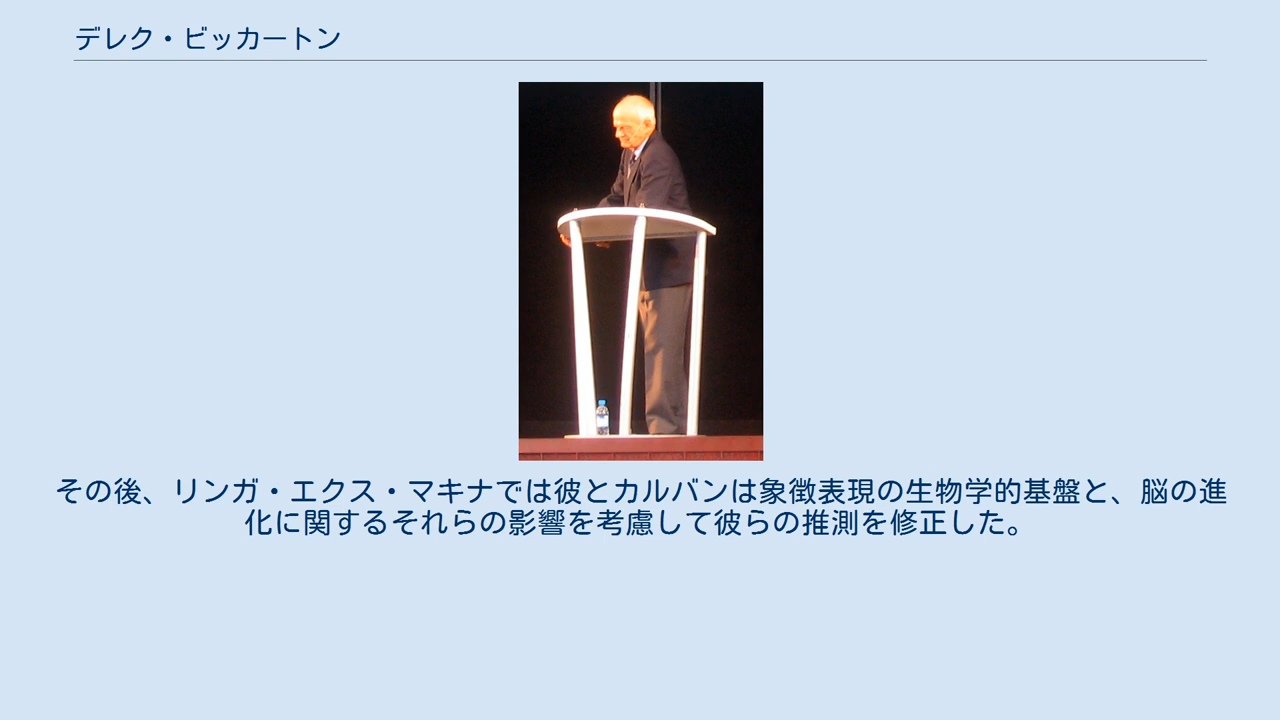 デレク・ビッカートン
その後、リンガ・エクス・マキナでは彼とカルバンは象徴表現の生物学的基盤と、脳の進
化に関するそれらの影響を考慮して彼らの推測を修正した。